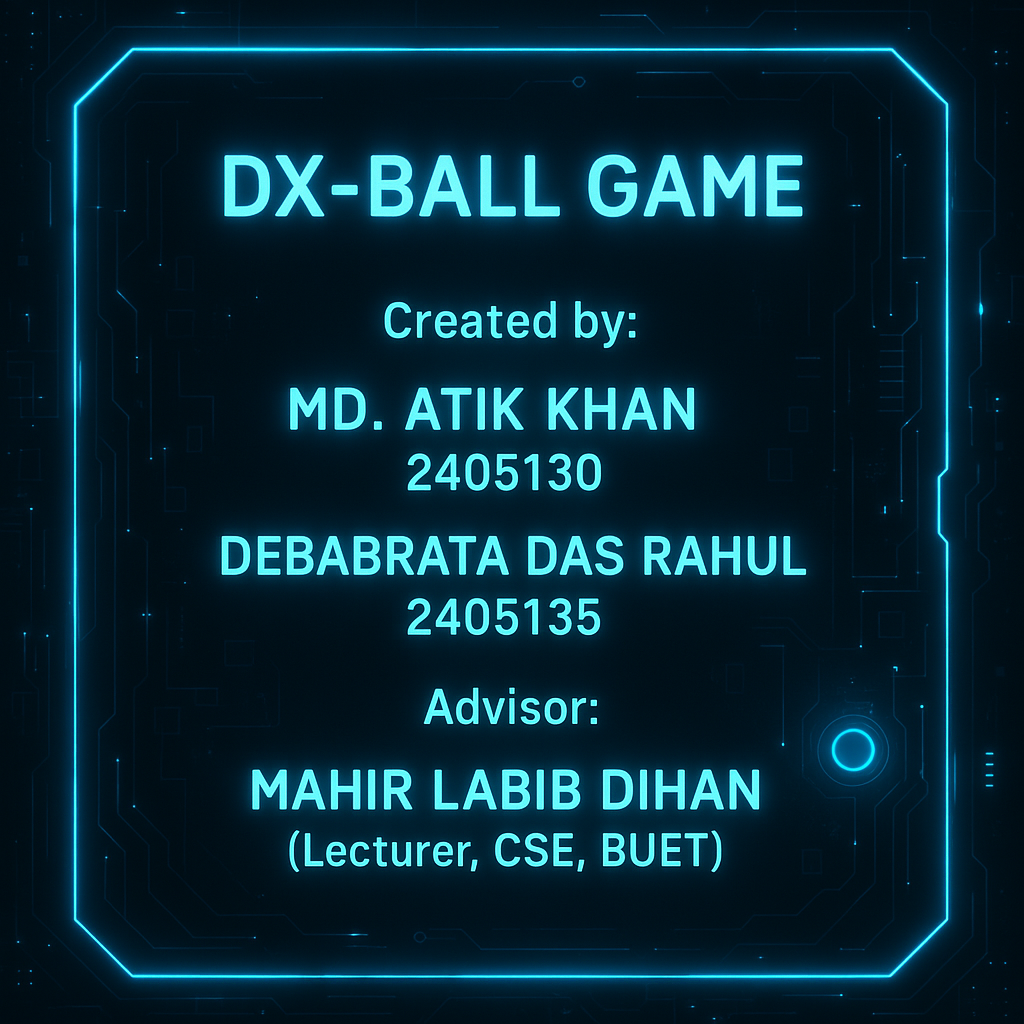 DX-BALL GAME
Created by:
MD. ATIK KHAN
2405130
DEBABRATA DAS RAHUL
2405135
Advisor:
MAHIR LABIB DIHAN
(Lecturer, CSE, BUET)